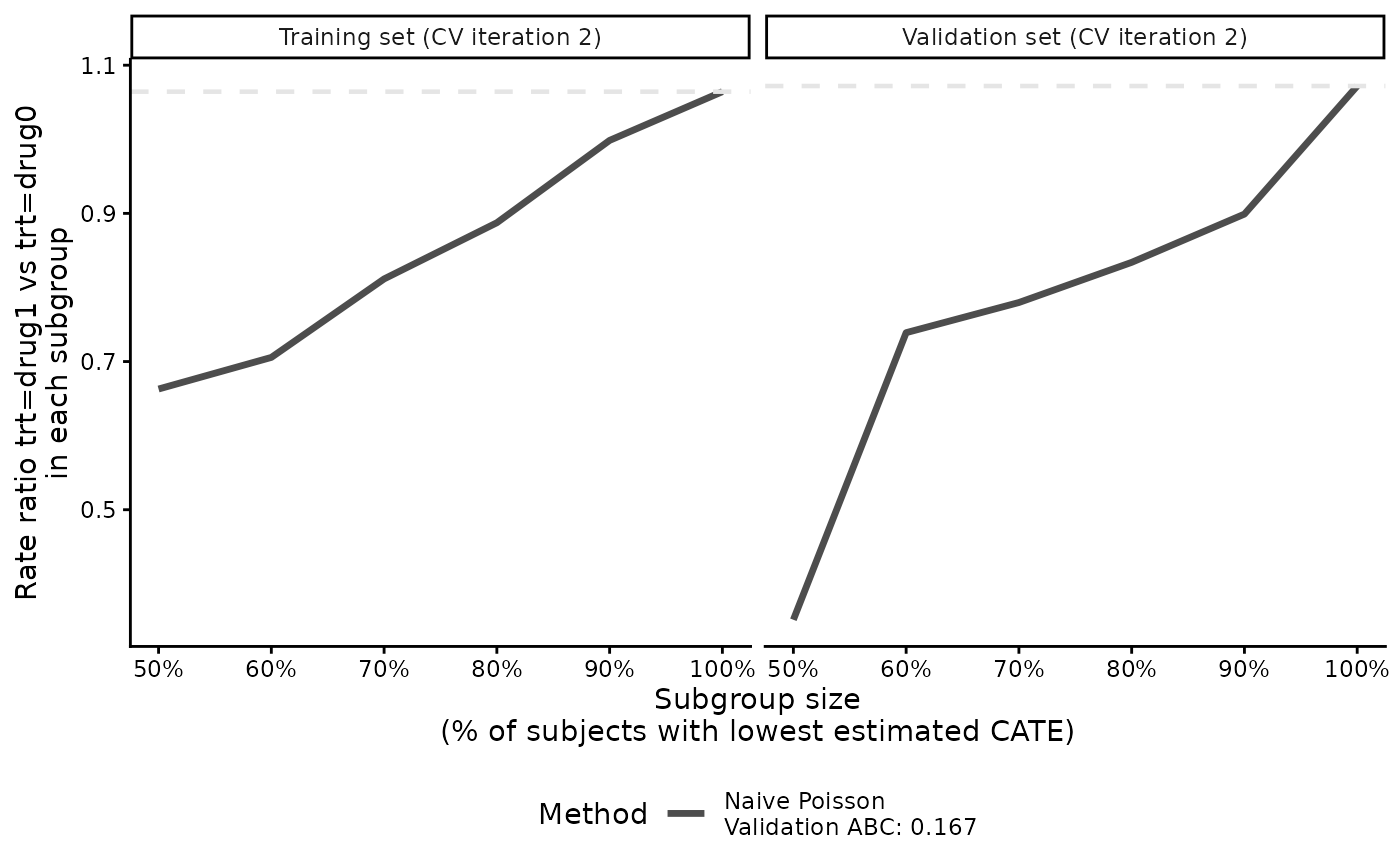 Training set (CV iteration 2)
Validation set (CV iteration 2)
Rate ratio trt=drug1 vs trt=drug0
in each subgroup
1.1
0.9
0.7
0.5
50%
60%
70%
80%
90%
100%
50%
60%
70%
80%
90%
100%
Subgroup size
(% of subjects with lowest estimated CATE)
Method
Naive Poisson
Validation ABC: 0.167